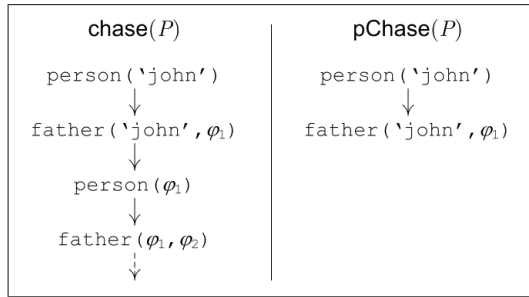 chase(P)
person(‘john’)
father(‘john’,φ₁)
person(φ₁)
father(φ₁,φ₂)
pChase(P)
person(‘john’)
father(‘john’,φ₁)